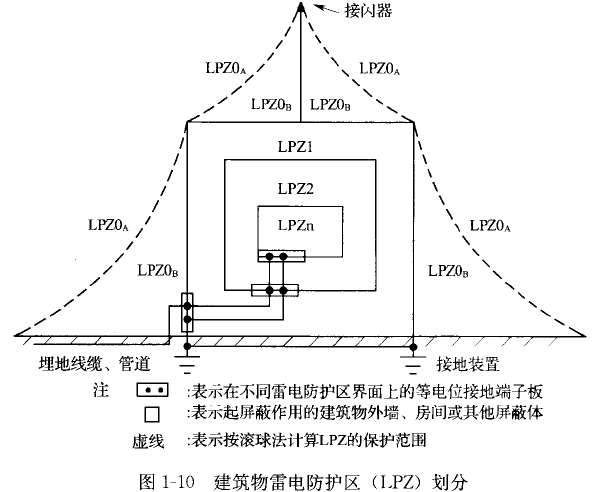 接闪器
LPZ0A LPZ0A
LPZ0B LPZ0B
LPZ1
LPZ2
LPZn
LPZ0A LPZ0A
LPZ0B LPZ0B
埋地线缆、管道 接地装置
注 :表示在不同雷电防护区界面上的等电位接地端子板
:表示起屏蔽作用的建筑物外墙、房间或其他屏蔽体
虚线 :表示按滚球法计算LPZ的保护范围
图 1-10 建筑物雷电防护区（LPZ）划分